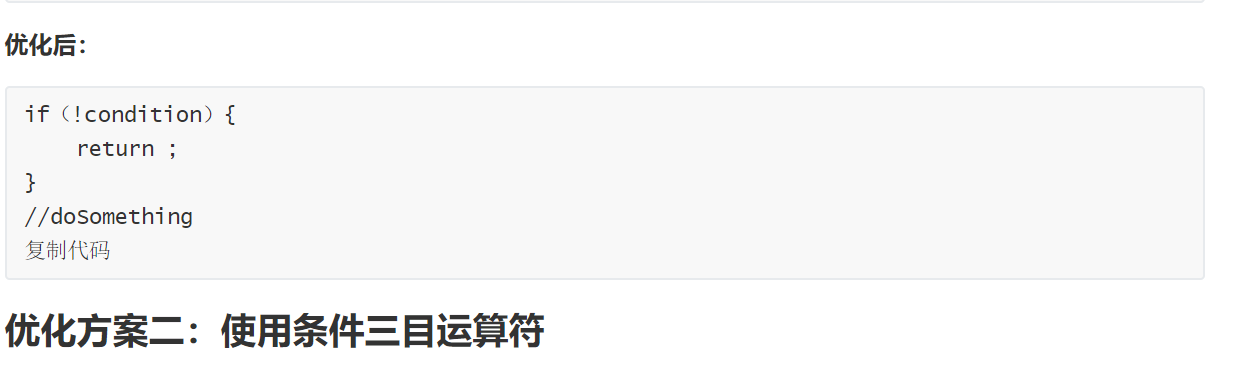 优化后：
if（!condition）{
    return ;
}
//doSomething
复制代码
优化方案二：使用条件三目运算符